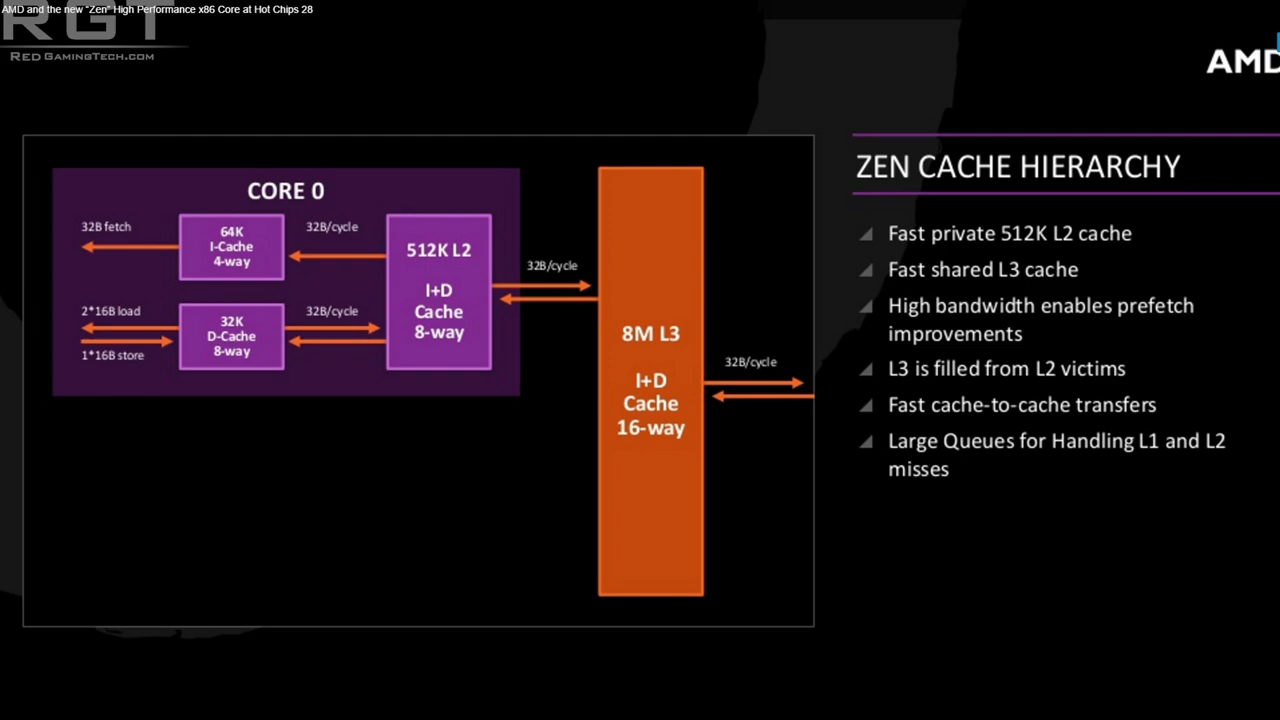 AMD and the new "Zen" High Performance x86 Core at Hot Chips 28
RGT
RED GAMINGTECH.COM
AMD
CORE 0
32B fetch
64K
I-Cache
4-way
32B/cycle
512K L2
I+D
Cache
8-way
2*16B load
1*16B store
32K
D-Cache
8-way
32B/cycle
32B/cycle
8M L3
I+D
Cache
16-way
32B/cycle
ZEN CACHE HIERARCHY
Fast private 512K L2 cache
Fast shared L3 cache
High bandwidth enables prefetch
improvements
L3 is filled from L2 victims
Fast cache-to-cache transfers
Large Queues for Handling L1 and L2
misses